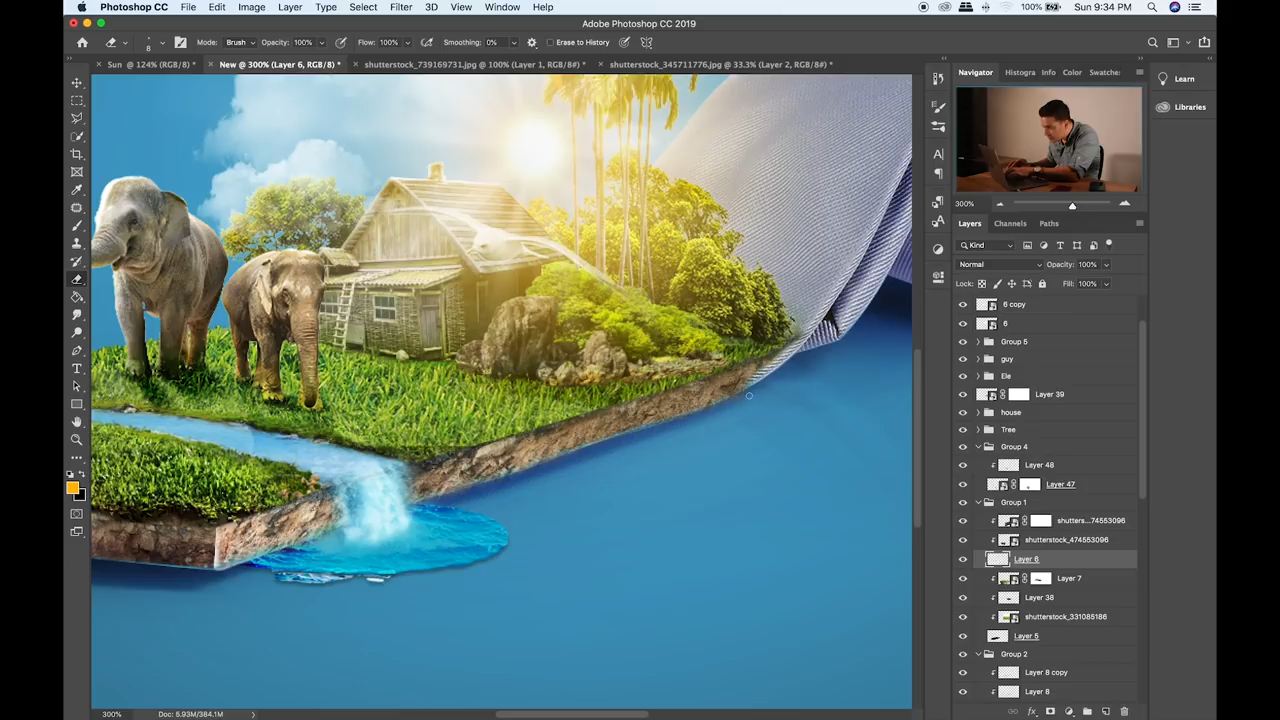 Photoshop CC File Edit Image Layer Type Select Filter 3D View Window Help 100% Sun 9:34 PM
Adobe Photoshop CC 2019
8 Mode: Brush Opacity: 100% Flow: 100% Smoothing: 0% Erase to History
Sun @ 124% (RGB/8) * New @ 300% (Layer 6, RGB/8) * shutterstock_739169731.jpg @ 100% (Layer 1, RGB/8#) * shutterstock_345711776.jpg @ 33.3% (Layer 2, RGB/8#) *
Navigator Histogra Info Color Swatche:
Learn
Libraries
300%
Layers Channels Paths
Kind
Normal Opacity: 100%
Lock: Fill: 100%
6 copy
6
Group 5
guy
Ele
Layer 39
house
Tree
Group 4
Layer 48
Layer 47
Group 1
shutters...74553096
shutterstock_474553096
Layer 6
Layer 7
Layer 38
shutterstock_331085186
Layer 5
Group 2
Layer 8 copy
Layer 8
fx
300% Doc: 5.93M/384.1M